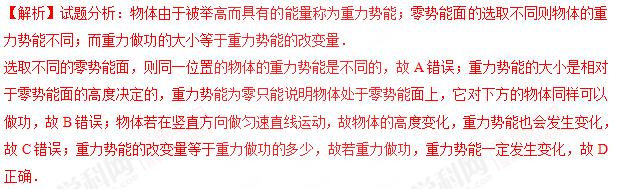 【解析】试题分析：物体由于被举高而具有的能量称为重力势能；零势能面的选取不同则物体的重
力势能不同；而重力做功的大小等于重力势能的改变量．
选取不同的零势能面，则同一位置的物体的重力势能是不同的，故 A 错误；重力势能的大小是相对
于零势能面的高度决定的，重力势能为零只能说明物体处于零势能面上，它对下方的物体同样可以
做功，故 B 错误；物体若在竖直方向做匀速直线运动，故物体的高度变化，重力势能也会发生变化，
故 C 错误；重力势能的改变量等于重力做功的多少，故若重力做功，重力势能一定发生变化，故 D
正确．